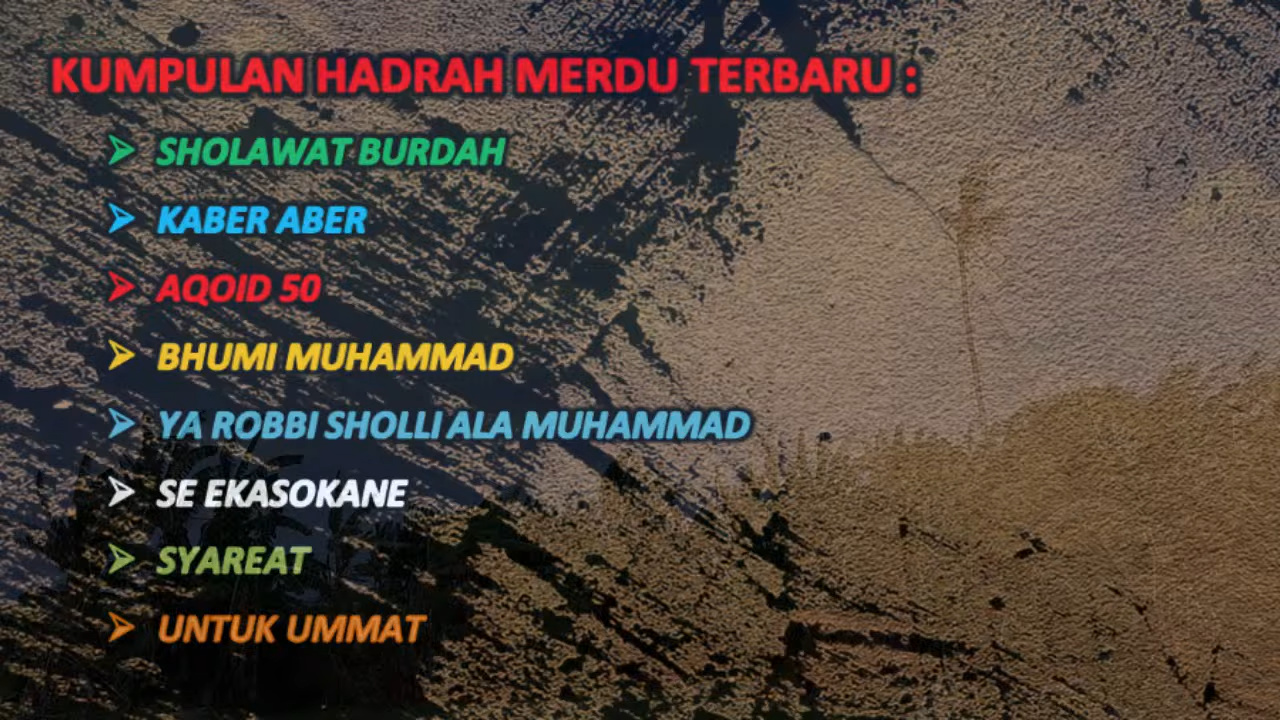 KUMPULAN HADRAH MERDU TERBARU :
SHOLAWAT BURDAH
KABER ABER
AQOID 50
BHUMI MUHAMMAD
YA ROBBI SHOLLI ALA MUHAMMAD
SE EKASOKANE
SYAREAT
UNTUK UMMAT